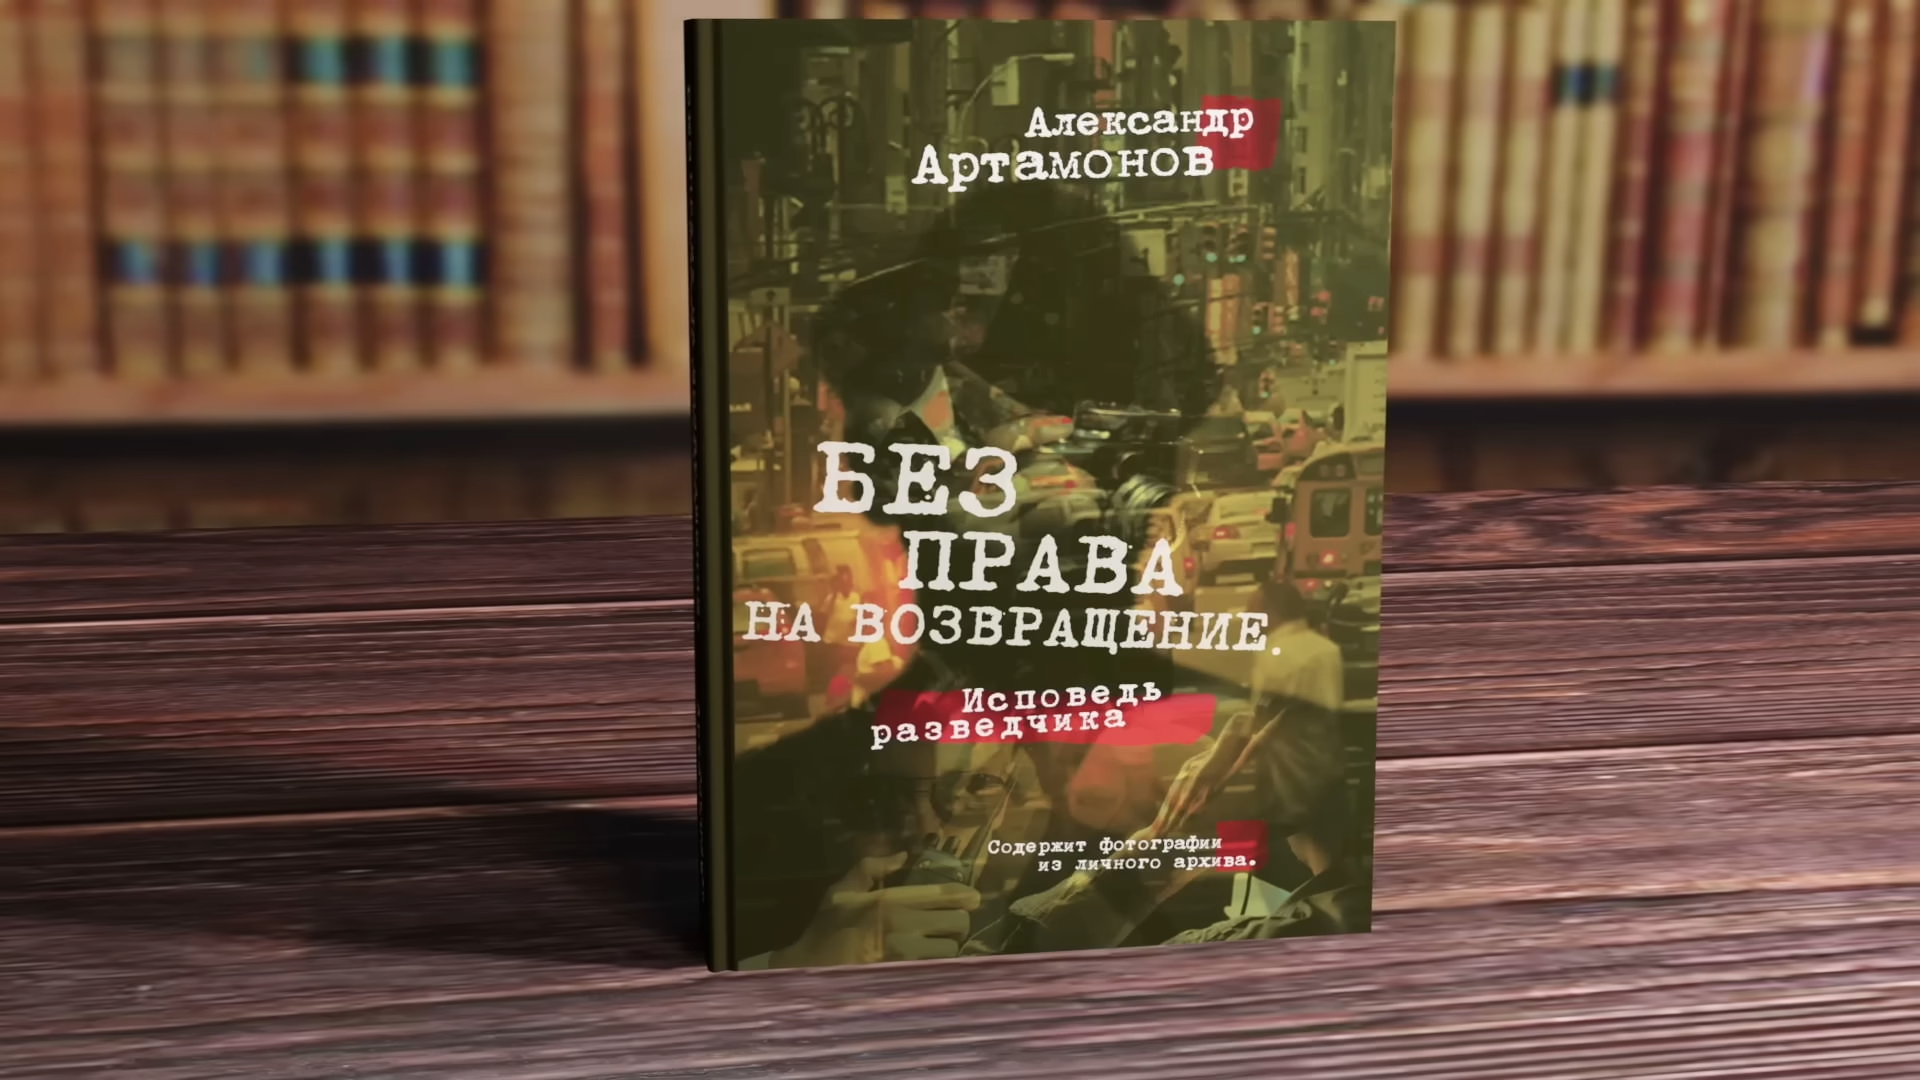 Александр
Артамонов
БЕЗ
ПРАВА
НА ВОЗВРАЩЕНИЕ.
Исповедь
разведчика
Содержит фотографии
из личного архива.